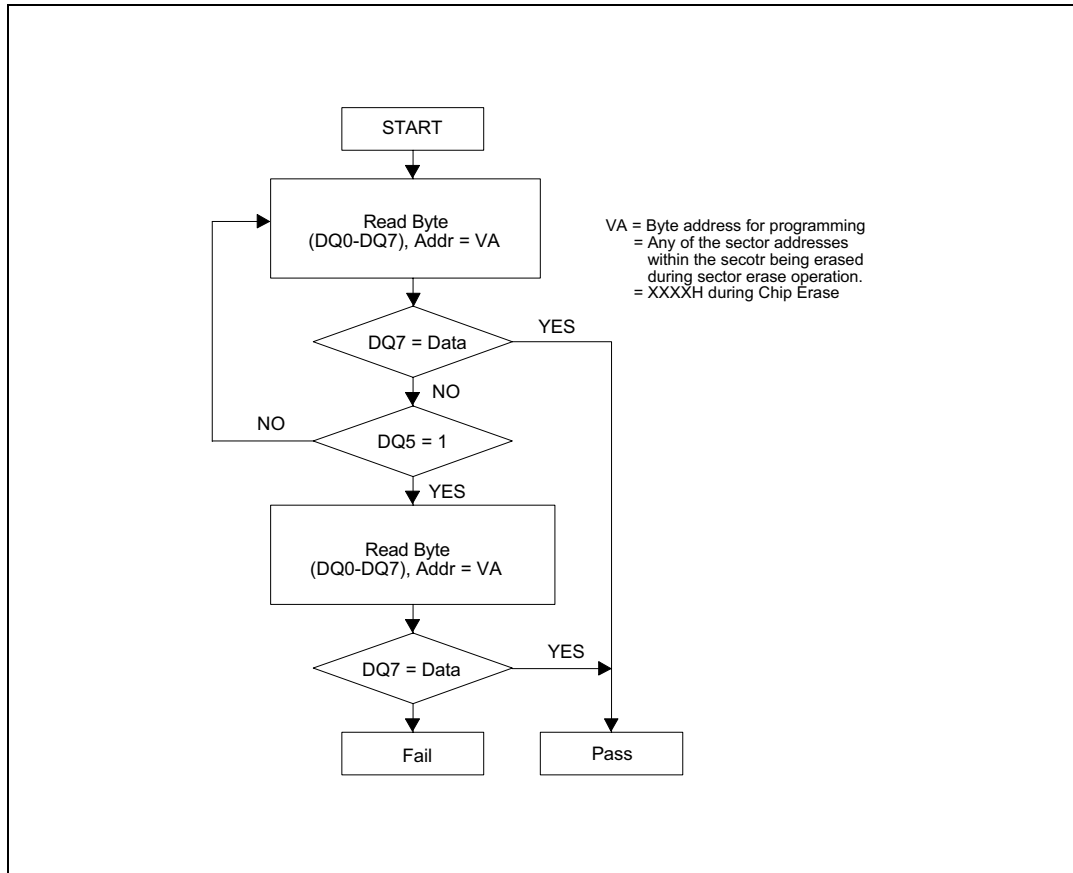 START
Read Byte
(DQ0-DQ7), Addr = VA
VA = Byte address for programming
= Any of the sector addresses
within the secotr being erased
during sector erase operation.
= XXXXH during Chip Erase
DQ7 = Data
YES
NO
NO
DQ5 = 1
YES
Read Byte
(DQ0-DQ7), Addr = VA
DQ7 = Data
YES
Fail
Pass